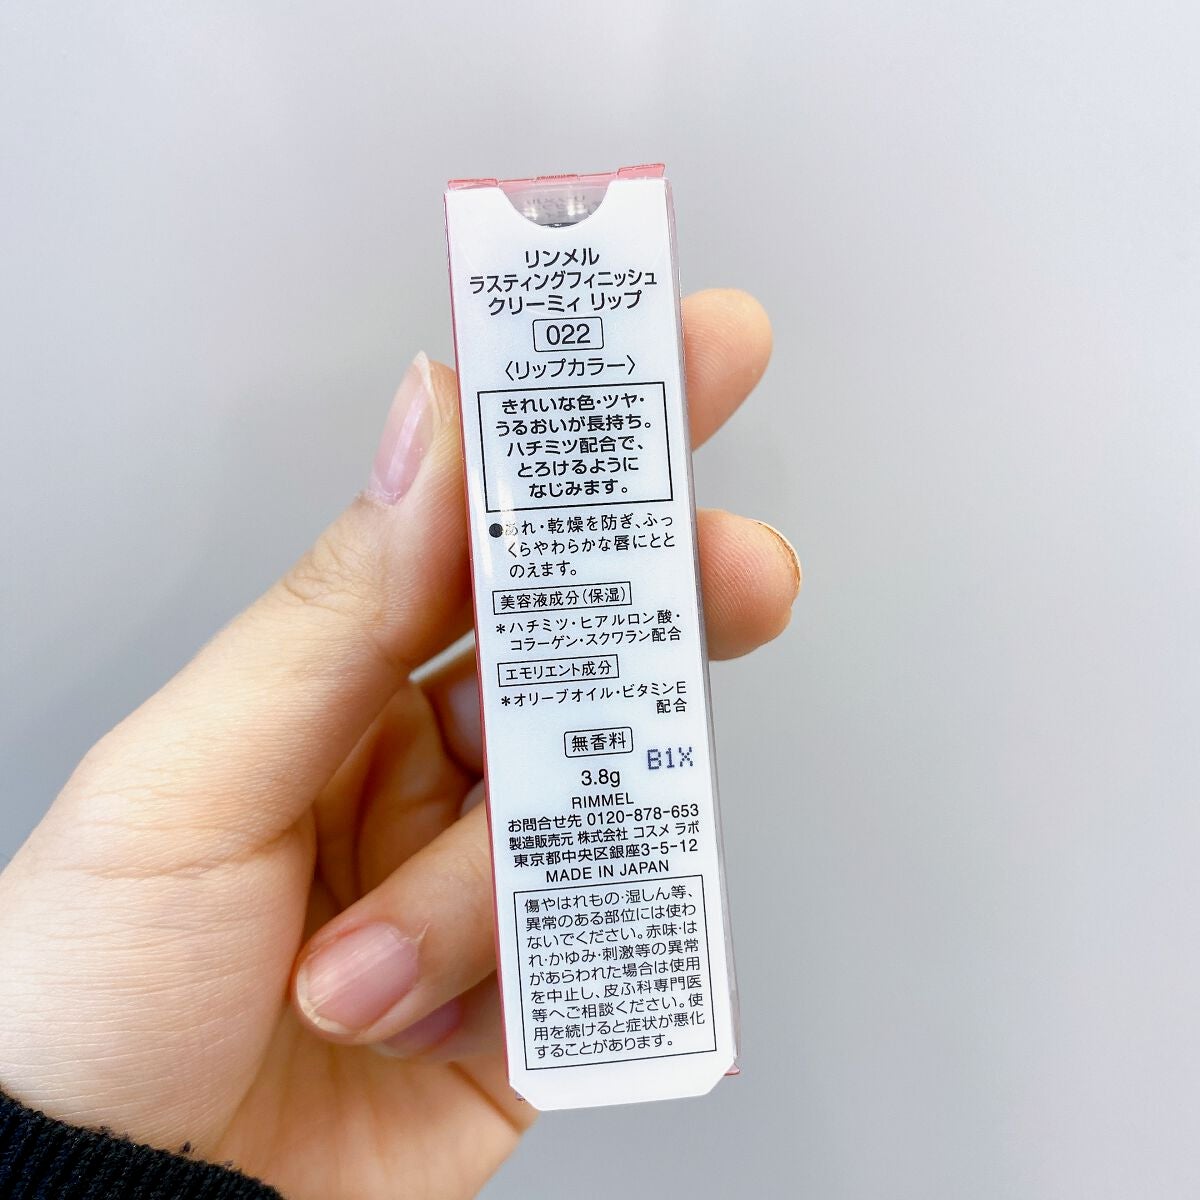 リンメル
ラスティングフィニッシュ
クリーミィ リップ
022
〈リップカラー〉
きれいな色・ツヤ・
うるおいが長持ち。
ハチミツ配合で、
とろけるように
なじみます。
●あれ・乾燥を防ぎ、ふっ
くらやわらかな唇にとと
のえます。
美容液成分(保湿)
*ハチミツ・ヒアルロン酸・
コラーゲン・スクワラン配合
エモリエント成分
*オリーブオイル・ビタミンE
配合
無香料
B1X
3.8g
RIMMEL
お問合せ先 0120-878-653
製造販売元 株式会社 コスメ ラボ
東京都中央区銀座3-5-12
MADE IN JAPAN
傷やはれもの・湿しん等、
異常のある部位には使わ
ないでください。赤味・は
れ・かゆみ・刺激等の異常
があらわれた場合は使用
を中止し、皮ふ科専門医
等へご相談ください。使
用を続けると症状が悪化
することがあります。